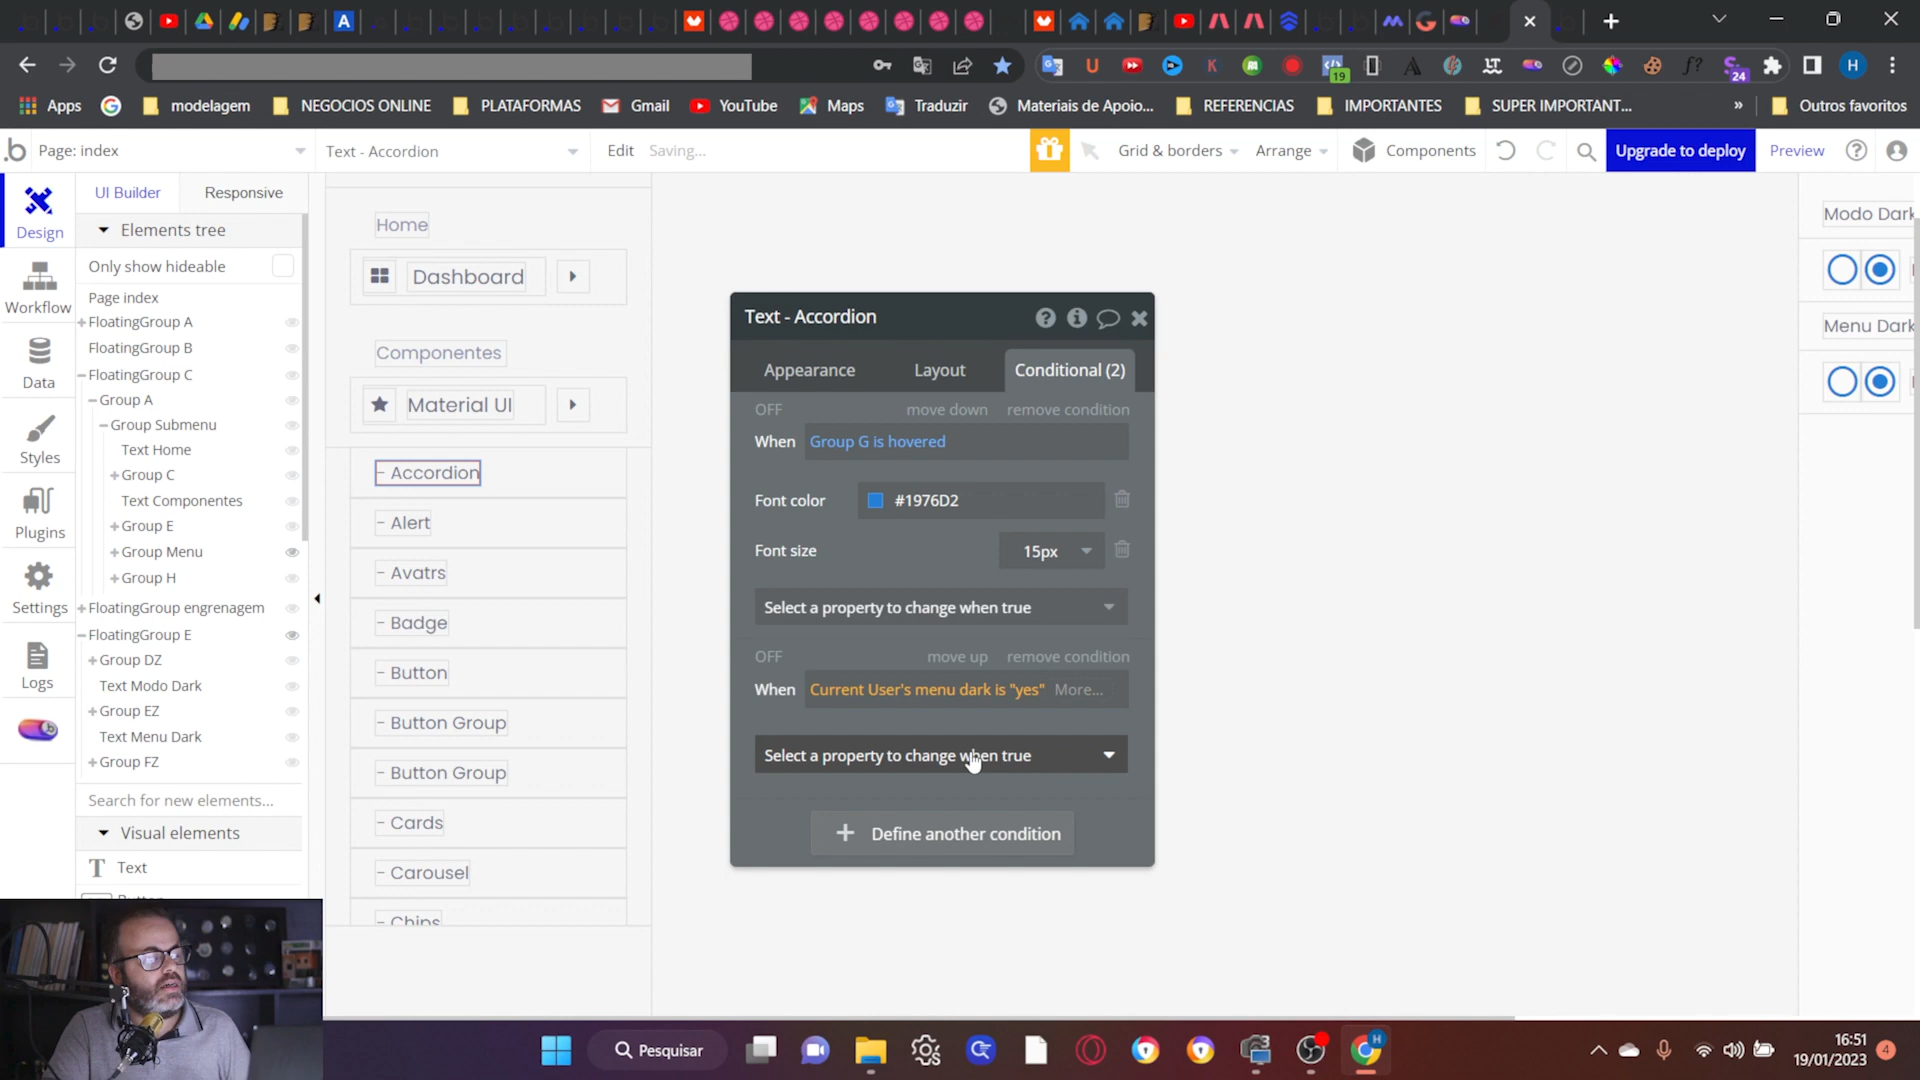 19
24
Apps
modelagem
NEGOCIOS ONLINE
PLATAFORMAS
Gmail
YouTube
Maps
Traduzir
Materiais de Apoio...
REFERENCIAS
IMPORTANTES
SUPER IMPORTANT...
»
Outros favoritos
Page: index
Text - Accordion
Edit
Saving...
Grid & borders
Arrange
Components
Upgrade to deploy
Preview
UI Builder
Responsive
Design
Workflow
Data
Styles
Plugins
Settings
Logs
Elements tree
Only show hideable
Page index
FloatingGroup A
FloatingGroup B
FloatingGroup C
Group A
Group Submenu
Text Home
Group C
Text Componentes
Group E
Group Menu
Group H
FloatingGroup engrenagem
FloatingGroup E
Group DZ
Text Modo Dark
Group EZ
Text Menu Dark
Group FZ
Search for new elements...
Visual elements
Text
Home
Dashboard
Componentes
Material UI
- Accordion
- Alert
- Avatrs
- Badge
- Button
- Button Group
- Button Group
- Cards
- Carousel
- Chips
Text - Accordion
Appearance
Layout
Conditional (2)
OFF
move down
remove condition
When
Group G is hovered
Font color
#1976D2
Font size
15px
Select a property to change when true
OFF
move up
remove condition
When
Current User's menu dark is "yes"
More...
Select a property to change when true
+ Define another condition
Modo Dark
Menu Dark
Pesquisar
16:51
19/01/2023
4